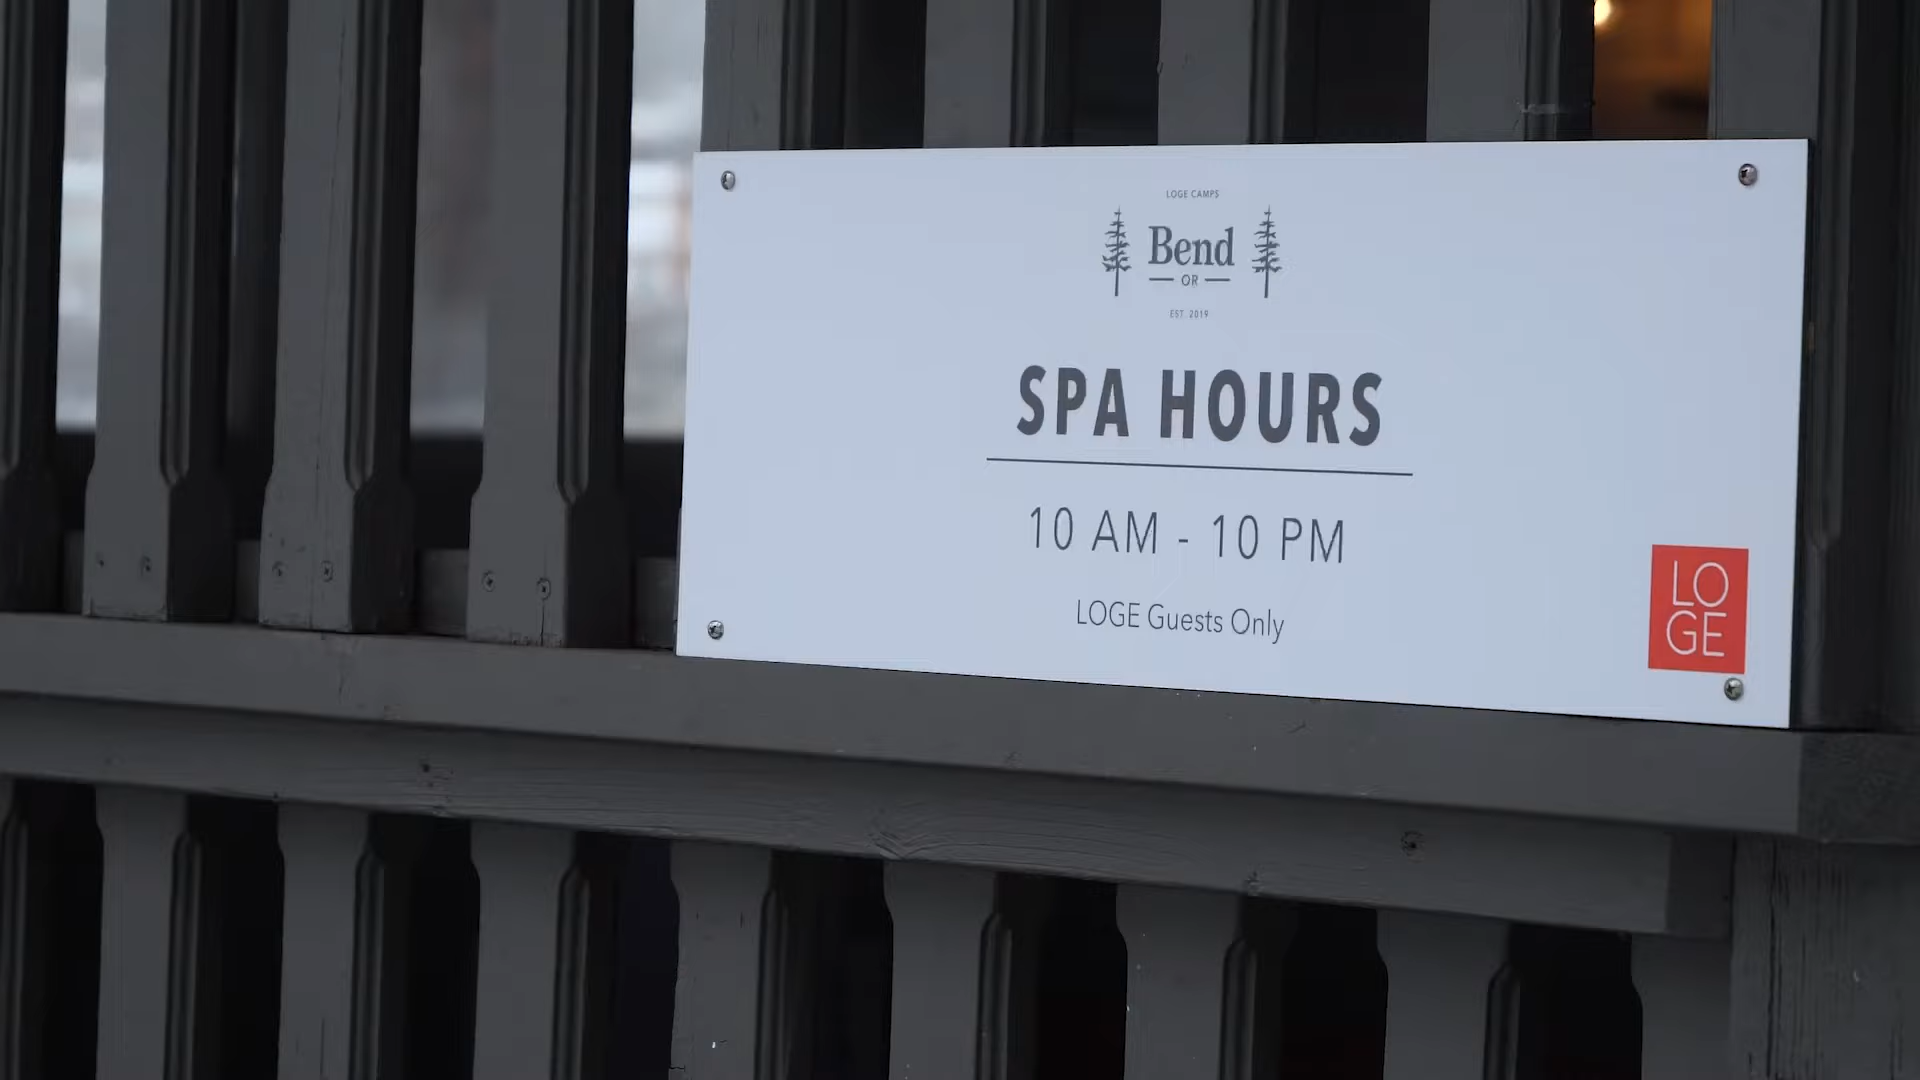 LOGE CAMPS
Bend
OR
EST. 2019
SPA HOURS
10 AM - 10 PM
LOGE Guests Only
LO
GE